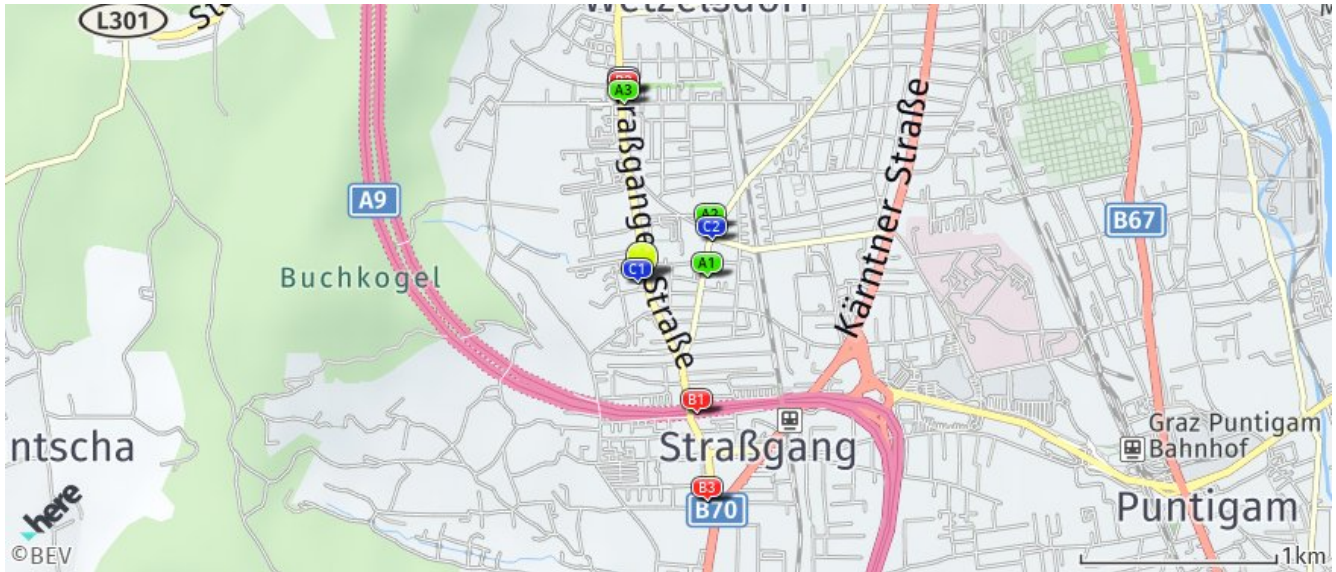 L301
Wetzelsdorf
A3
Straßganger Straße
Kärntner Straße
A9
A2
C2
B67
C1
A1
Buchkogel
B1
Straßgang
Graz Puntigam
Bahnhof
ntscha
B3
B70
Puntigam
here
©BEV
1km